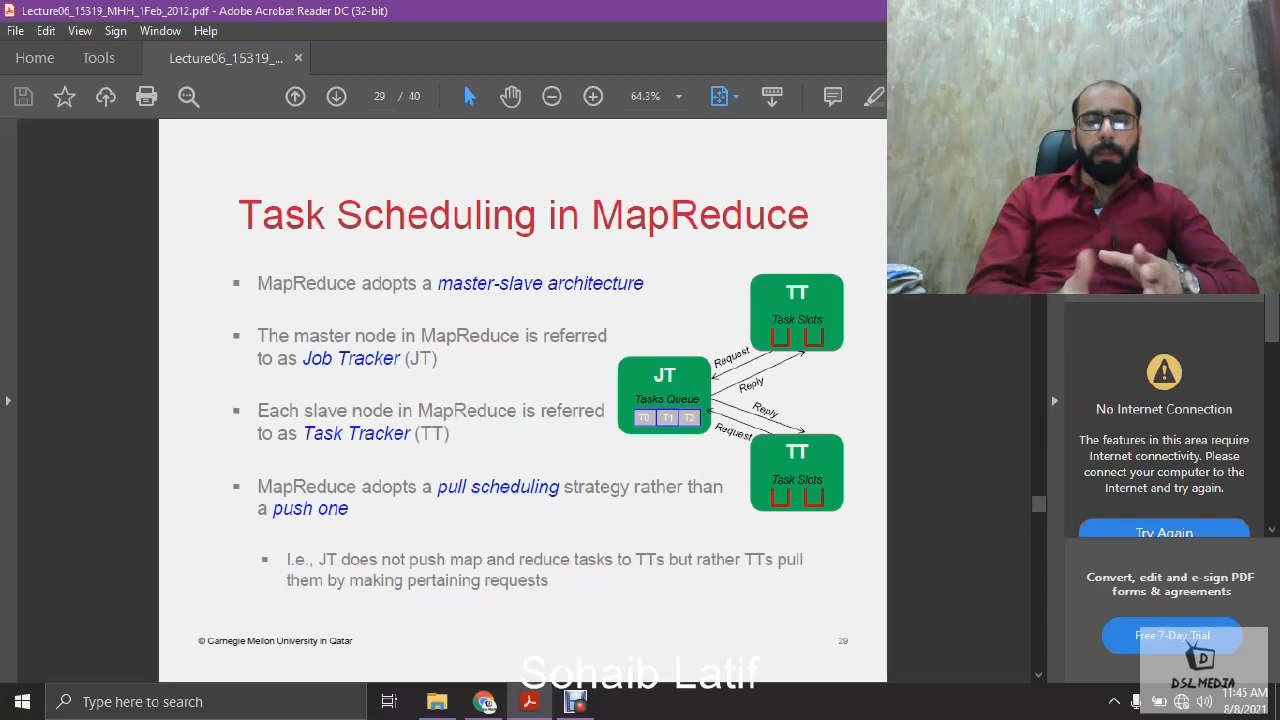 Lecture06_15319_MHH_1Feb_2012.pdf - Adobe Acrobat Reader DC (32-bit)
File Edit View Sign Window Help
Home Tools Lecture06_15319_... ×
29 / 40 64.3%
Task Scheduling in MapReduce
MapReduce adopts a master-slave architecture
The master node in MapReduce is referred
to as Job Tracker (JT)
Each slave node in MapReduce is referred
to as Task Tracker (TT)
MapReduce adopts a pull scheduling strategy rather than
a push one
I.e., JT does not push map and reduce tasks to TTs but rather TTs pull
them by making pertaining requests
TT
Task Slots
Request
Reply
JT
Tasks Queue
T0 T1 T2
Reply
Request
TT
Task Slots
© Carnegie Mellon University in Qatar
29
No Internet Connection
The features in this area require
Internet connectivity. Please
connect your computer to the
Internet and try again.
Try Again
Convert, edit and e-sign PDF
forms & agreements
Free 7-Day Trial
D
DSL MEDIA
Sohaib Latif
Type here to search
11:45 AM
8/8/2021